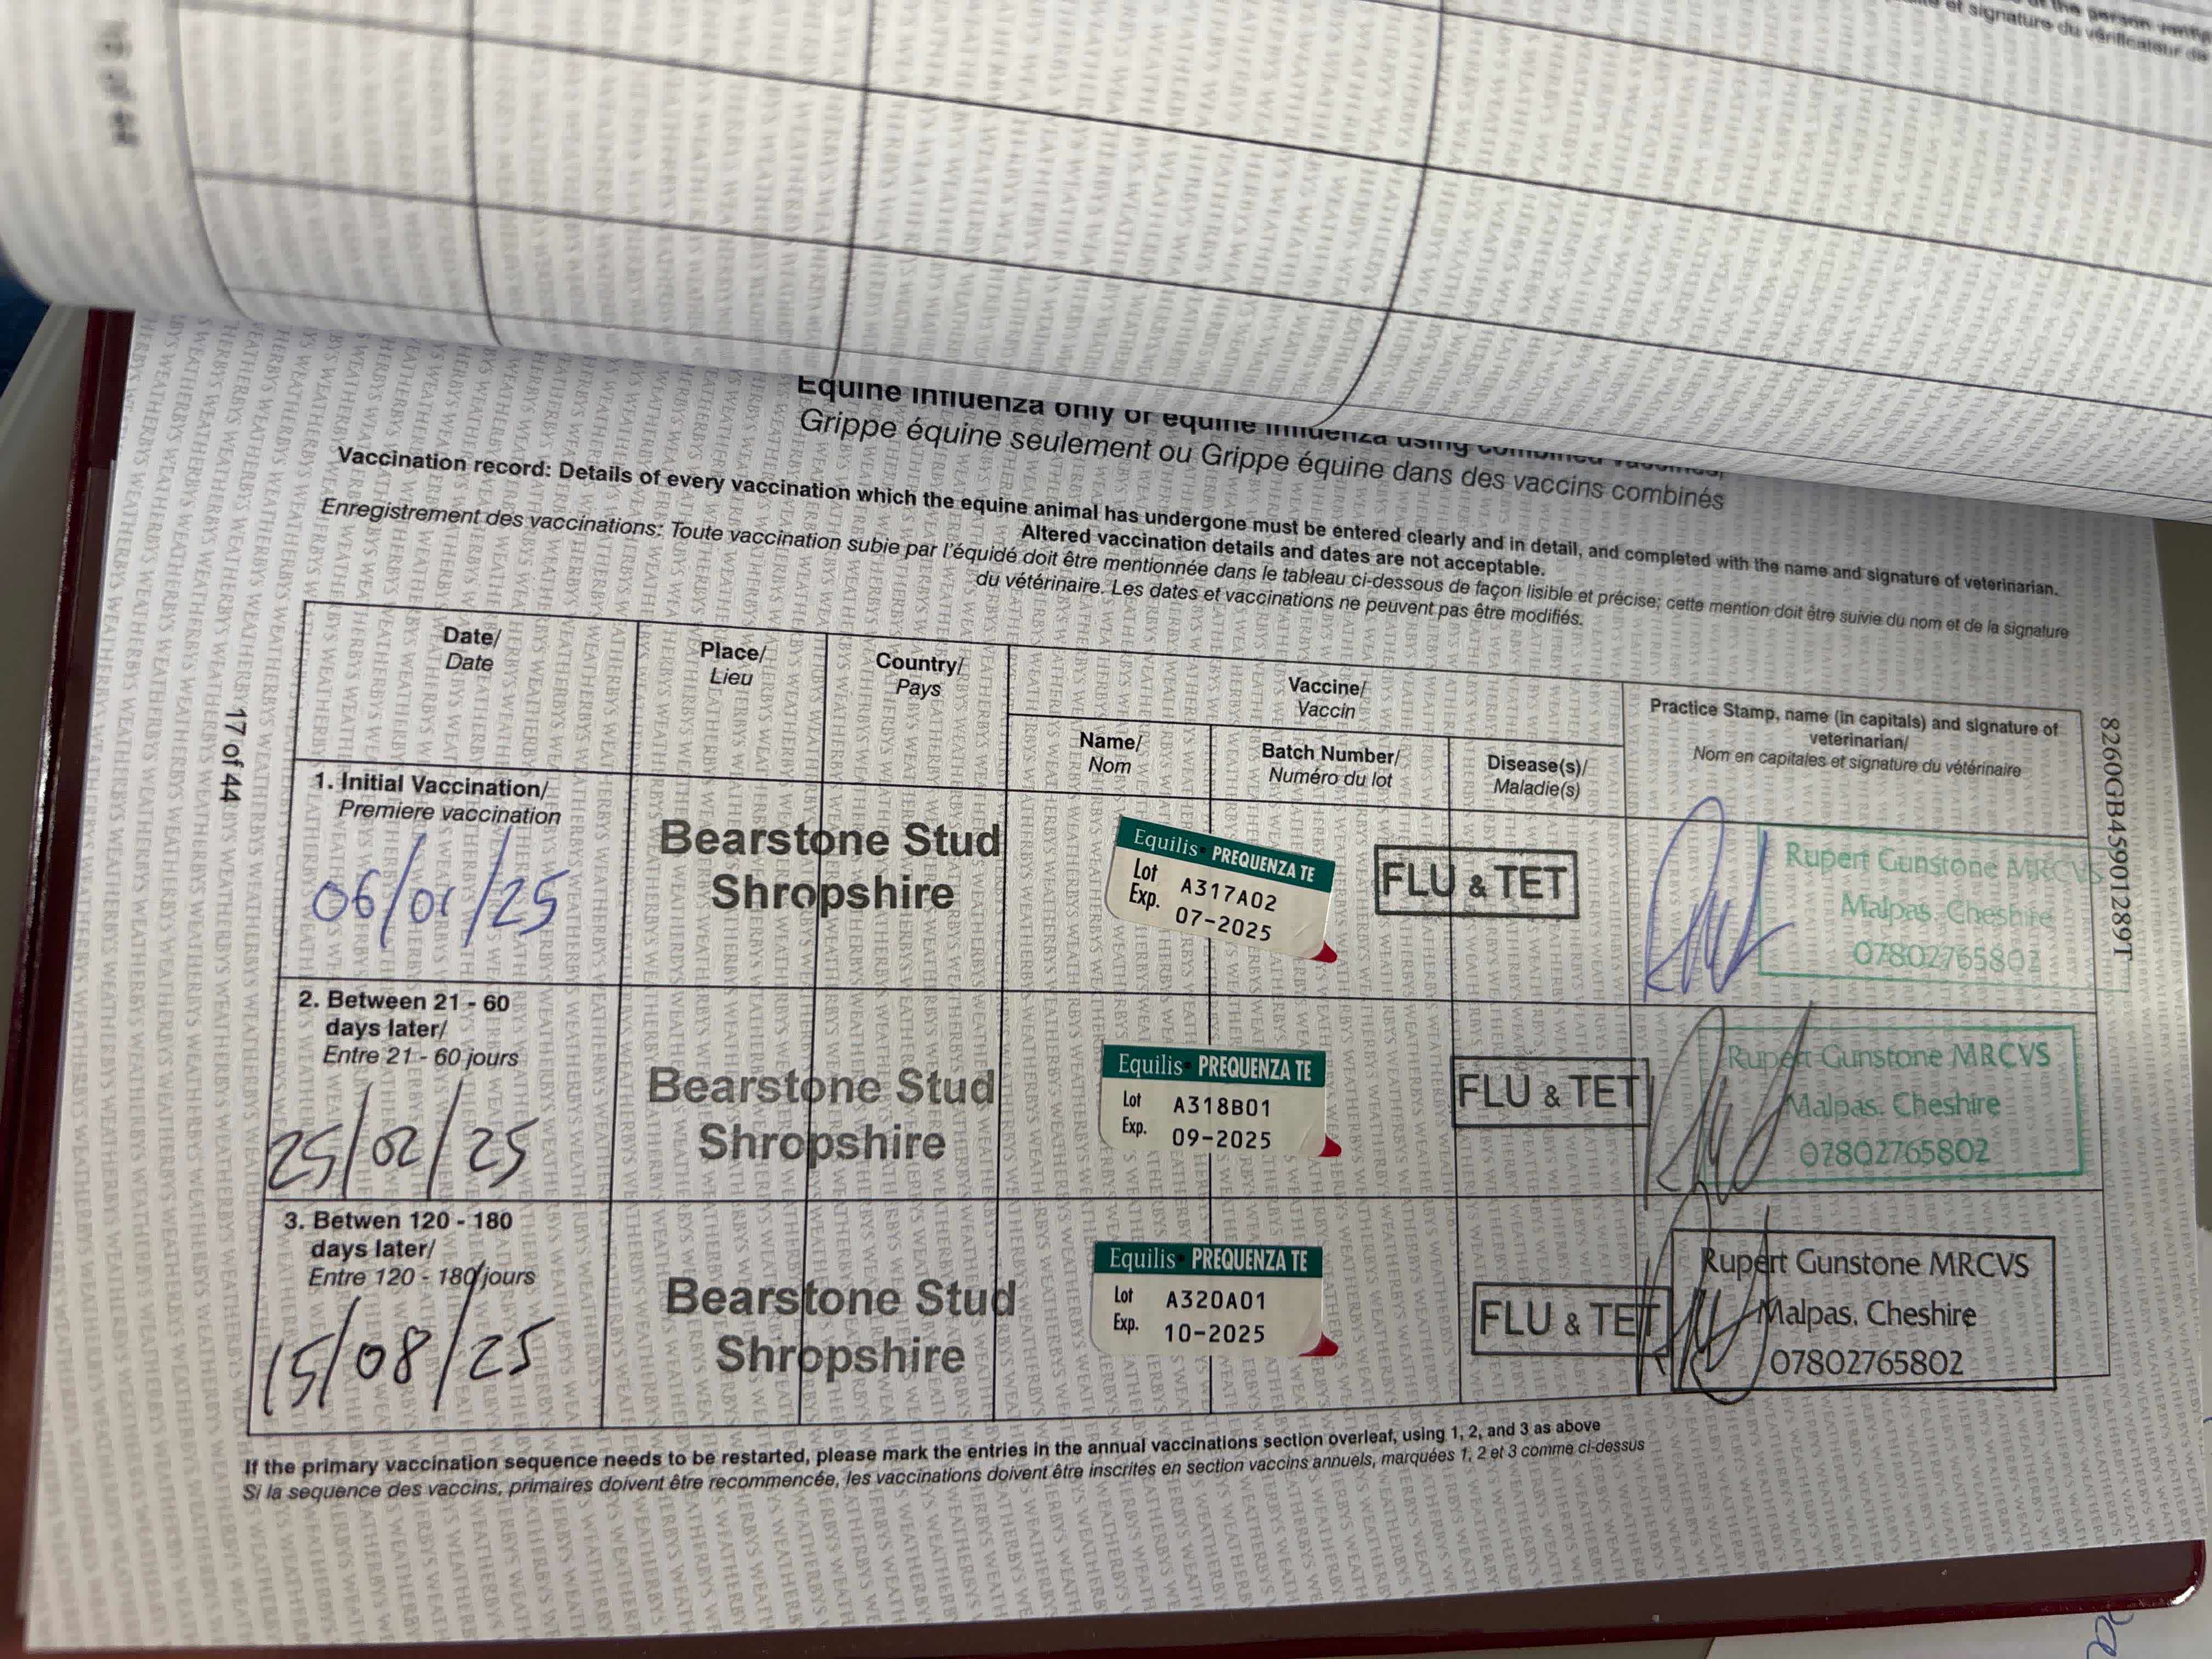 et signature du vérificateur de
Equine influenza only or equine influenza using combined vaccines,
Grippe équine seulement ou Grippe équine dans des vaccins combinés
Vaccination record: Details of every vaccination which the equine animal has undergone must be entered clearly and in detail, and completed with the name and signature of veterinarian.
Altered vaccination details and dates are not acceptable.
Enregistrement des vaccinations: Toute vaccination subie par l'équidé doit être mentionnée dans le tableau ci-dessous de façon lisible et précise; cette mention doit être suivie du nom et de la signature
du vétérinaire. Les dates et vaccinations ne peuvent pas être modifiés.
Date/
Date
Place/
Lieu
Country/
Pays
Vaccine/
Vaccin
Name/
Nom
Batch Number/
Numéro du lot
Disease(s)/
Maladie(s)
Practice Stamp, name (in capitals) and signature of
veterinarian/
Nom en capitales et signature du vétérinaire
1. Initial Vaccination/
Premiere vaccination
06/01/25
Bearstone Stud
Shropshire
Equilis PREQUENZA TE
Lot A317A02
Exp. 07-2025
FLU & TET
Rupert Gunstone MRCVS
Malpas, Cheshire
07802765802
2. Between 21 - 60
days later/
Entre 21 - 60 jours
25/02/25
Bearstone Stud
Shropshire
Equilis PREQUENZA TE
Lot A318B01
Exp. 09-2025
FLU & TET
Rupert Gunstone MRCVS
Malpas, Cheshire
07802765802
3. Betwen 120 - 180
days later/
Entre 120 - 180 jours
15/08/25
Bearstone Stud
Shropshire
Equilis PREQUENZA TE
Lot A320A01
Exp. 10-2025
FLU & TET
Rupert Gunstone MRCVS
Malpas, Cheshire
07802765802
If the primary vaccination sequence needs to be restarted, please mark the entries in the annual vaccinations section overleaf, using 1, 2, and 3 as above
Si la sequence des vaccins, primaires doivent être recommencée, les vaccinations doivent être inscrites en section vaccins annuels, marquées 1, 2 et 3 comme ci-dessus
17 of 44
8260GB45901289T
WEATHERBYS